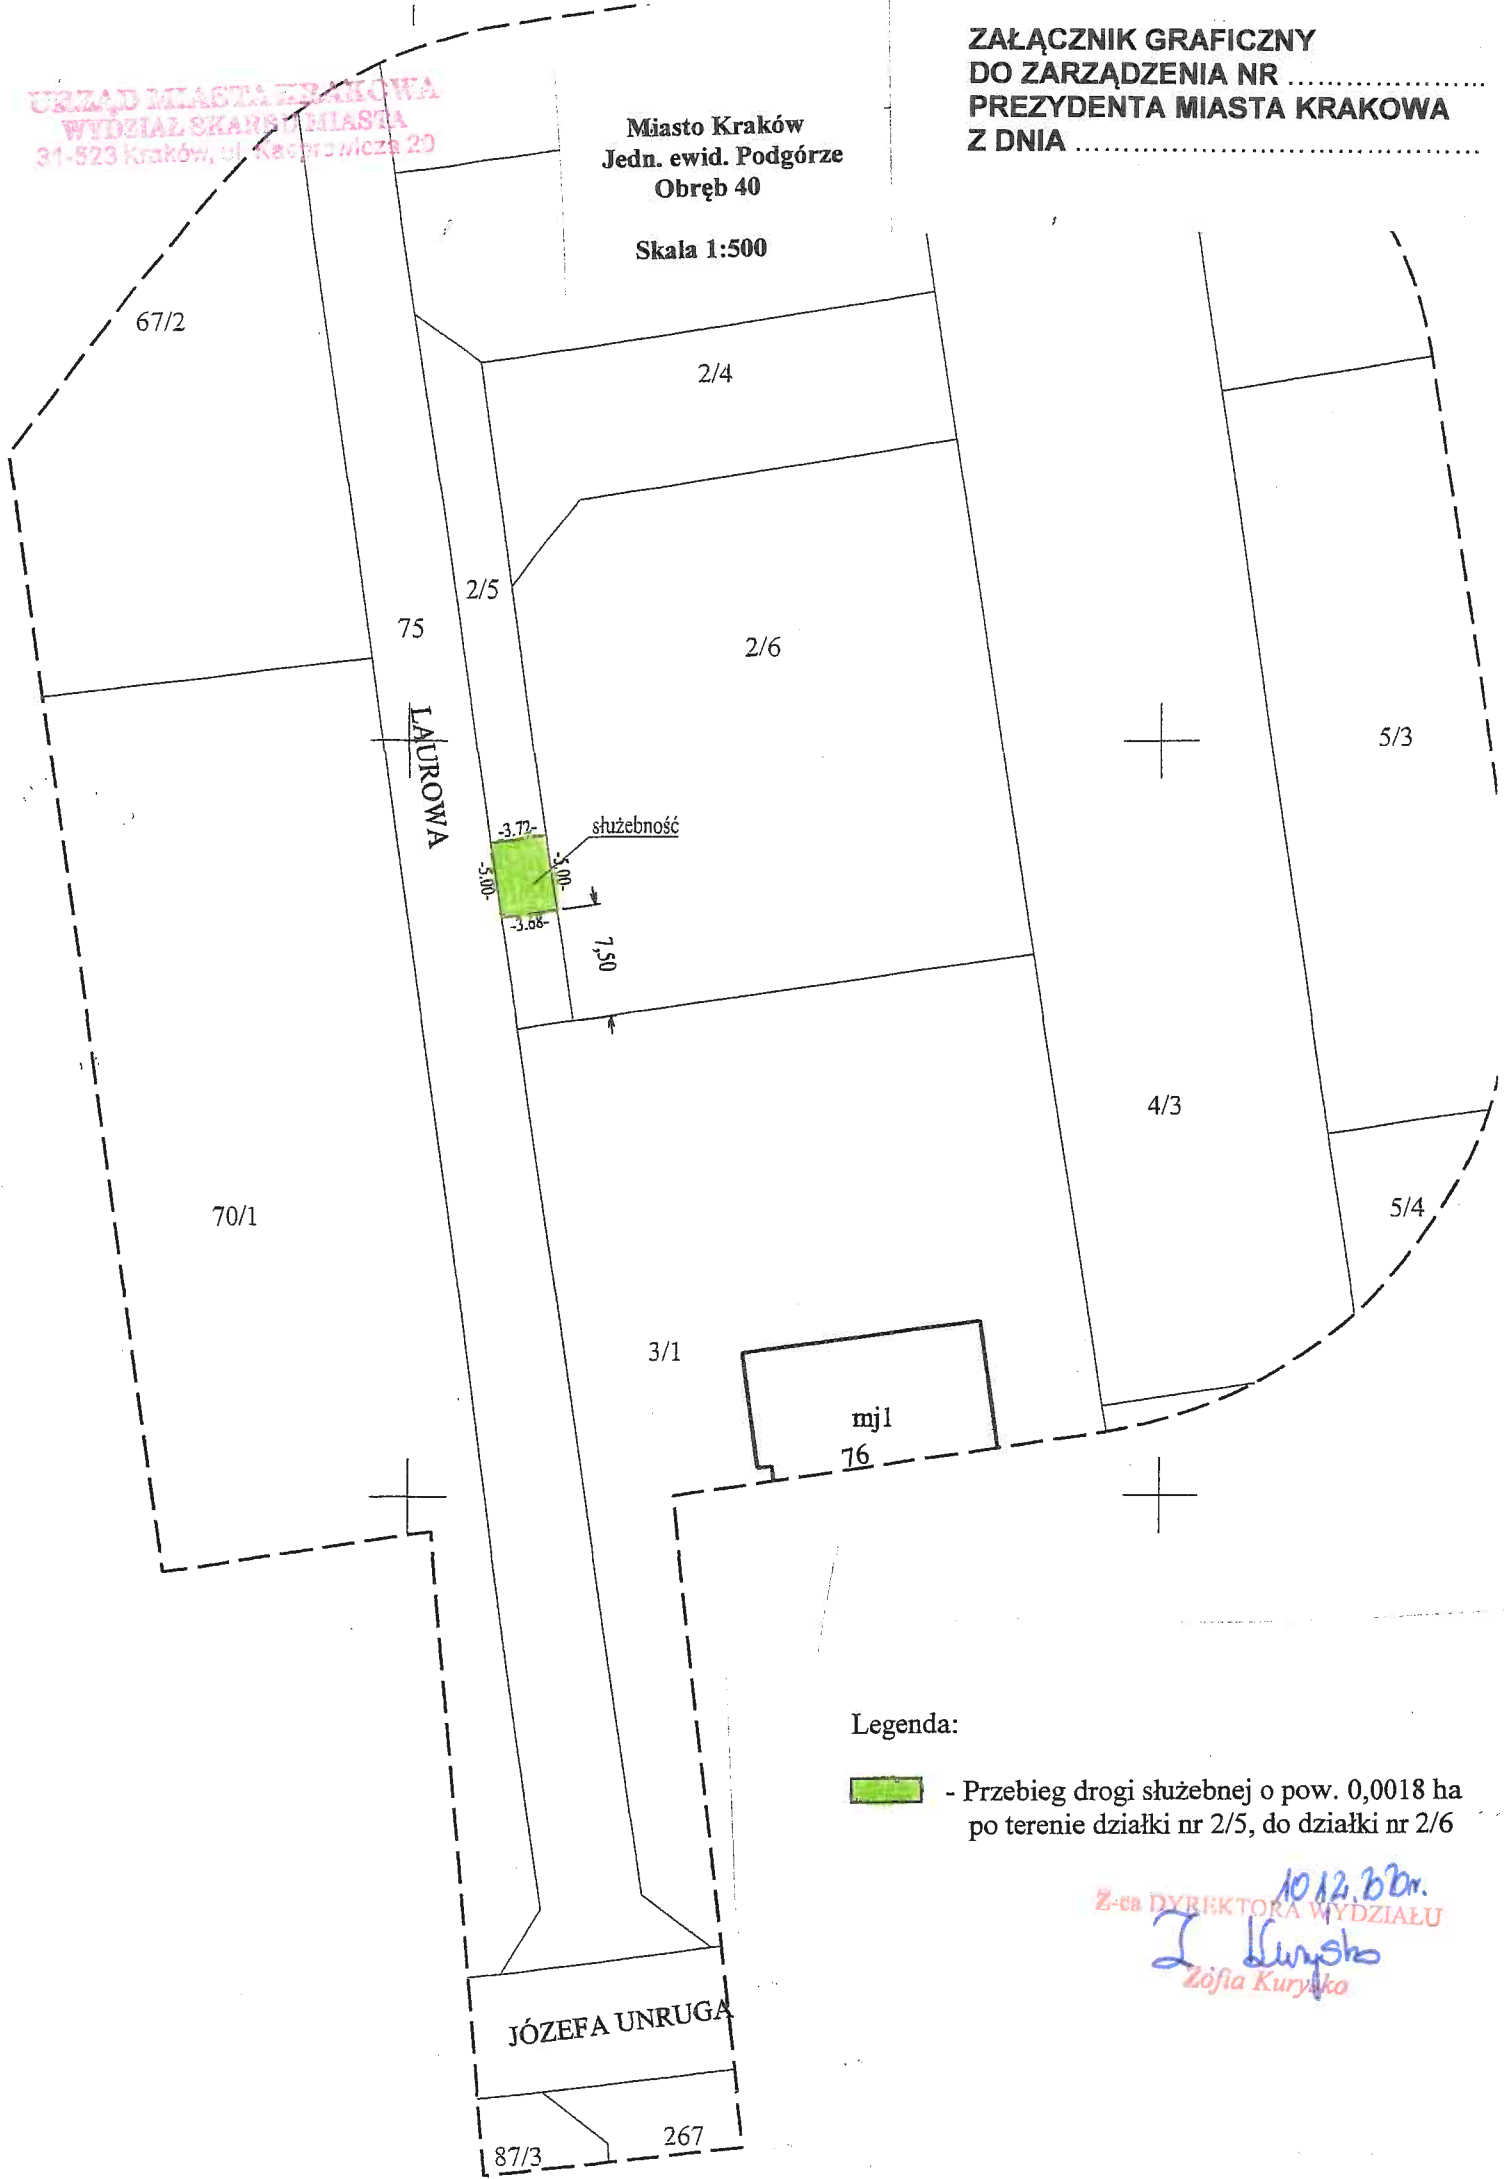 ZAŁĄCZNIK GRAFICZNY
DO ZARZĄDZENIA NR ......................
PREZYDENTA MIASTA KRAKOWA
Z DNIA ......................................
URZĄD MIASTA KRAKOWA
WYDZIAŁ SKARBU MIASTA
31-523 Kraków, ul. Kasprowicza 29
Miasto Kraków
Jedn. ewid. Podgórze
Obręb 40
Skala 1:500
67/2
2/4
2/5
75
2/6
LAUROWA
5/3
służebność
-3.72-
-5.00-
-5.00-
-3.68-
7,50
4/3
5/4
70/1
3/1
mj1
76
Legenda:
- Przebieg drogi służebnej o pow. 0,0018 ha
po terenie działki nr 2/5, do działki nr 2/6
Z-ca DYREKTORA WYDZIAŁU
Zofia Kuryłko
JÓZEFA UNRUGA
87/3
267